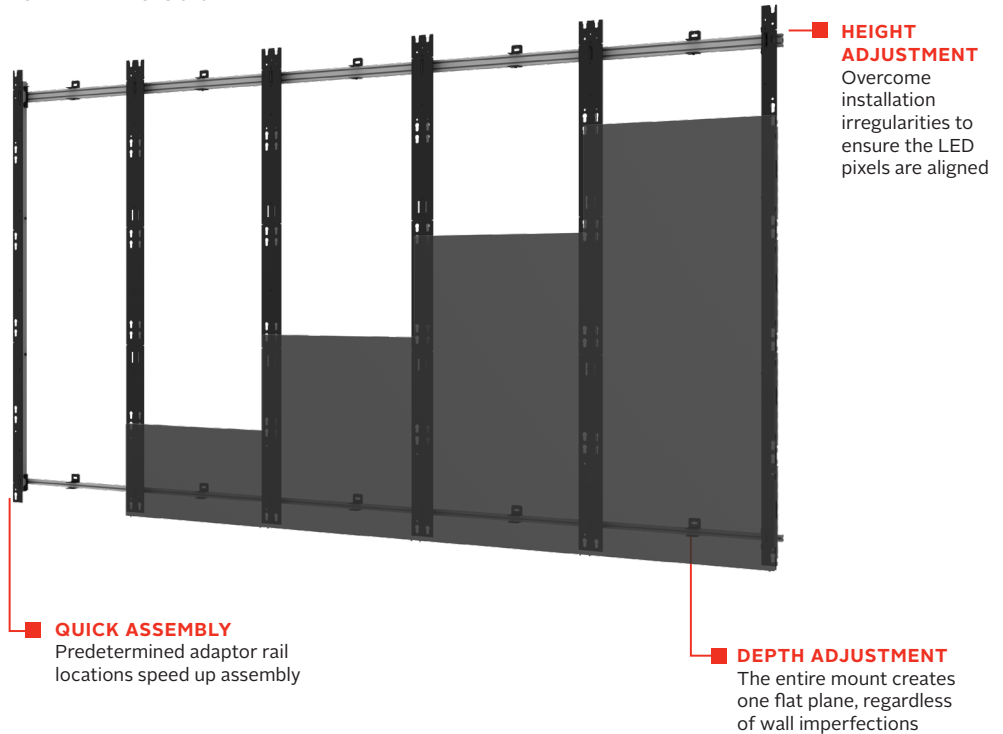 HEIGHT
ADJUSTMENT
Overcome
installation
irregularities to
ensure the LED
pixels are aligned
QUICK ASSEMBLY
Predetermined adaptor rail
locations speed up assembly
DEPTH ADJUSTMENT
The entire mount creates
one flat plane, regardless
of wall imperfections